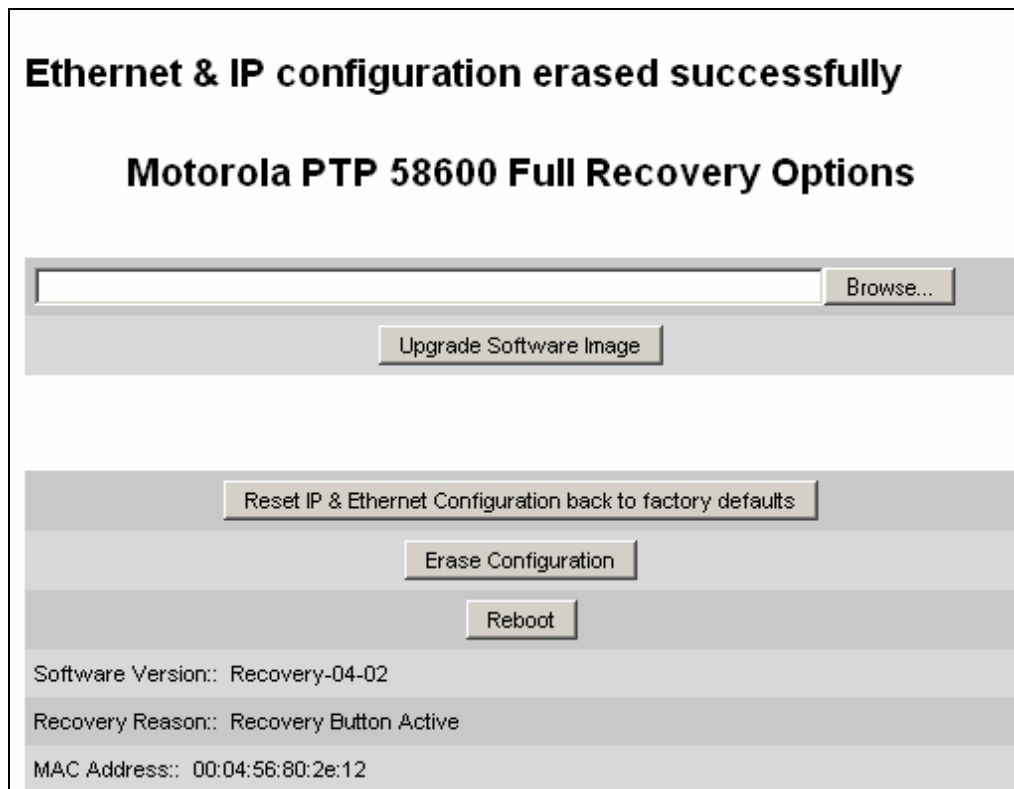 Ethernet & IP configuration erased successfully
Motorola PTP 58600 Full Recovery Options
Browse...
Upgrade Software Image
Reset IP & Ethernet Configuration back to factory defaults
Erase Configuration
Reboot
Software Version:: Recovery-04-02
Recovery Reason:: Recovery Button Active
MAC Address:: 00:04:56:80:2e:12